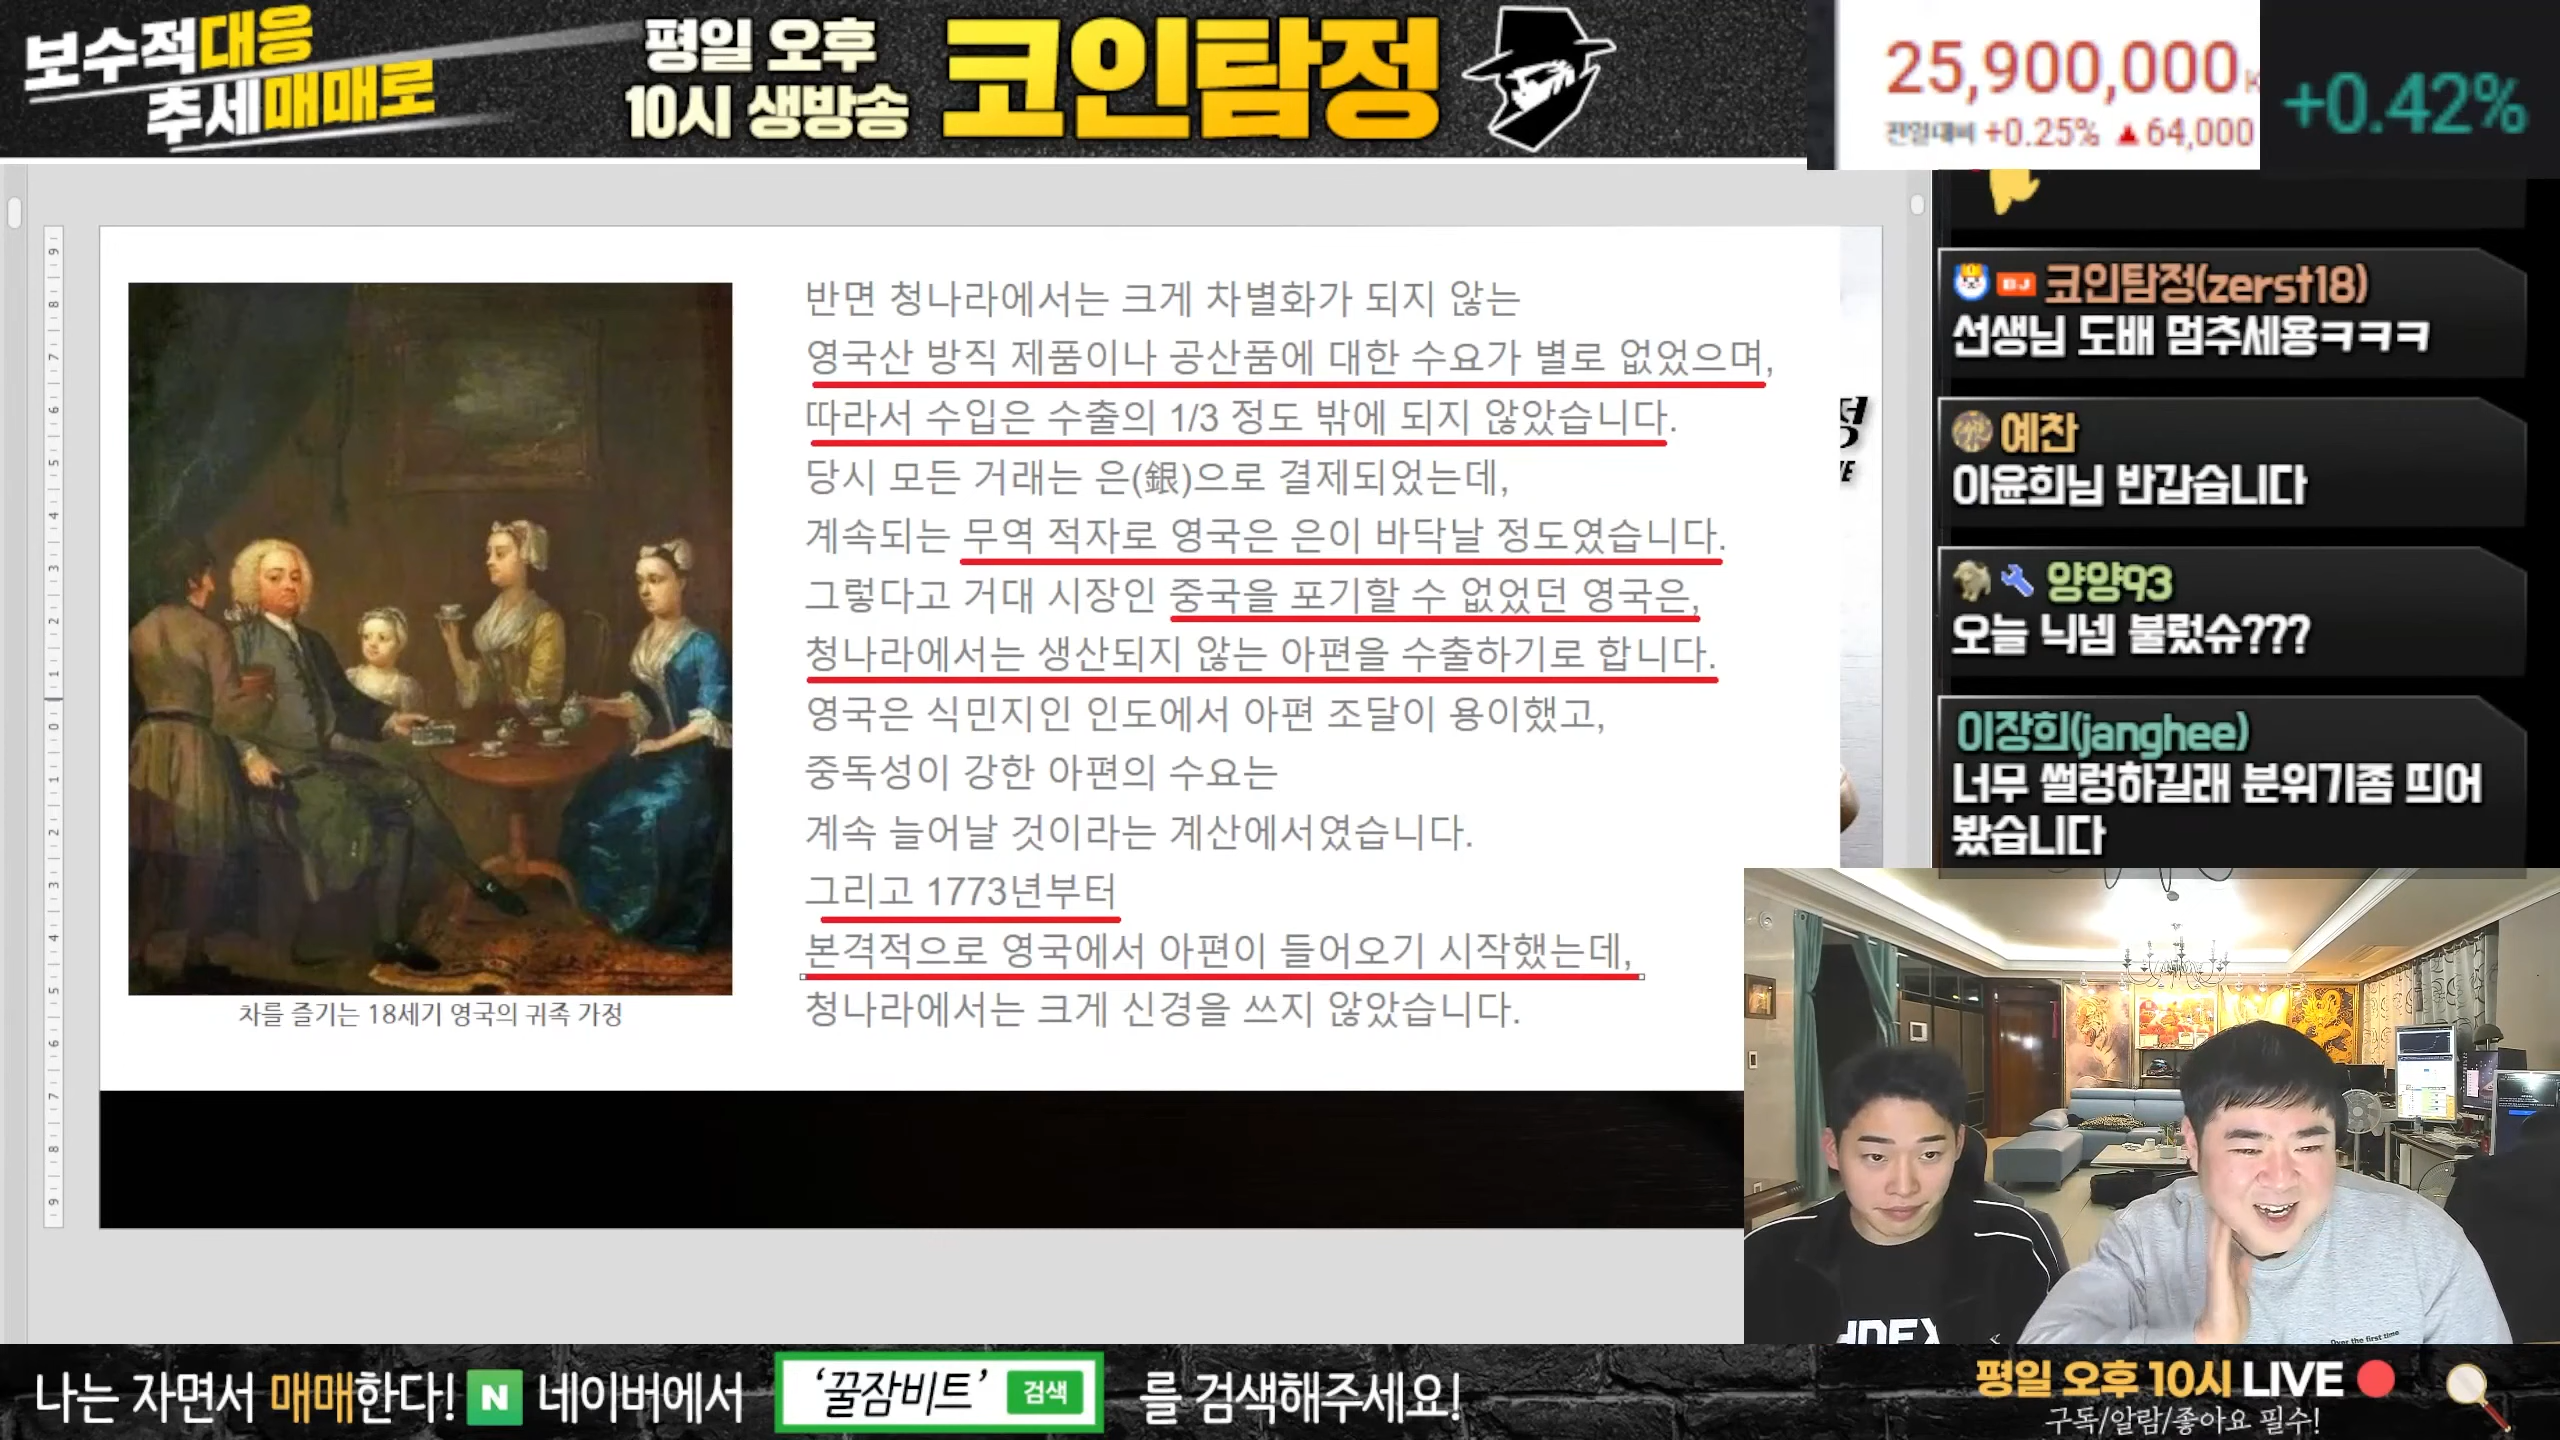 보수적대응
추세매매로
평일 오후
10시 생방송
코인탐정
25,900,000
전일대비 +0.25% ▲64,000
+0.42%
반면 청나라에서는 크게 차별화가 되지 않는
영국산 방직 제품이나 공산품에 대한 수요가 별로 없었으며,
따라서 수입은 수출의 1/3 정도 밖에 되지 않았습니다.
당시 모든 거래는 은(銀)으로 결제되었는데,
계속되는 무역 적자로 영국은 은이 바닥날 정도였습니다.
그렇다고 거대 시장인 중국을 포기할 수 없었던 영국은,
청나라에서는 생산되지 않는 아편을 수출하기로 합니다.
영국은 식민지인 인도에서 아편 조달이 용이했고,
중독성이 강한 아편의 수요는
계속 늘어날 것이라는 계산에서였습니다.
그리고 1773년부터
본격적으로 영국에서 아편이 들어오기 시작했는데,
청나라에서는 크게 신경을 쓰지 않았습니다.
차를 즐기는 18세기 영국의 귀족 가정
BJ 코인탐정(zerst18)
선생님 도배 멈추세용ㅋㅋㅋ
예찬
이윤희님 반갑습니다
양양93
오늘 닉넴 불렀슈???
이장희(janghee)
너무 썰렁하길래 분위기좀 띄어
봤습니다
Over the first time
나는 자면서 매매한다! N 네이버에서 '꿀잠비트' 검색 를 검색해주세요!
평일 오후 10시 LIVE
구독/알람/좋아요 필수!